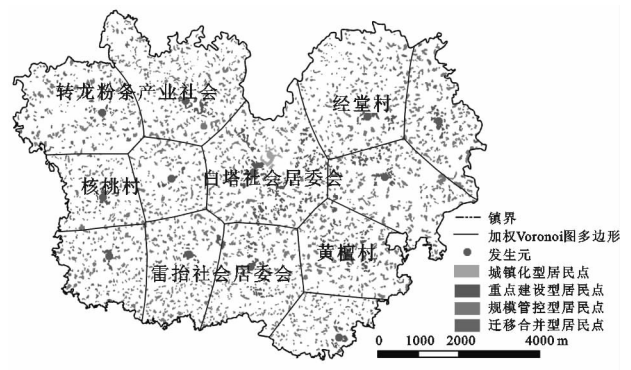 转龙粉条产业社会
经堂村
核桃村
白塔社会居委会
黄檀村
雷抬社会居委会
镇界
加权Voronoi图多边形
发生元
城镇化型居民点
重点建设型居民点
规模管控型居民点
迁移合并型居民点
0 1000 2000 4000 m